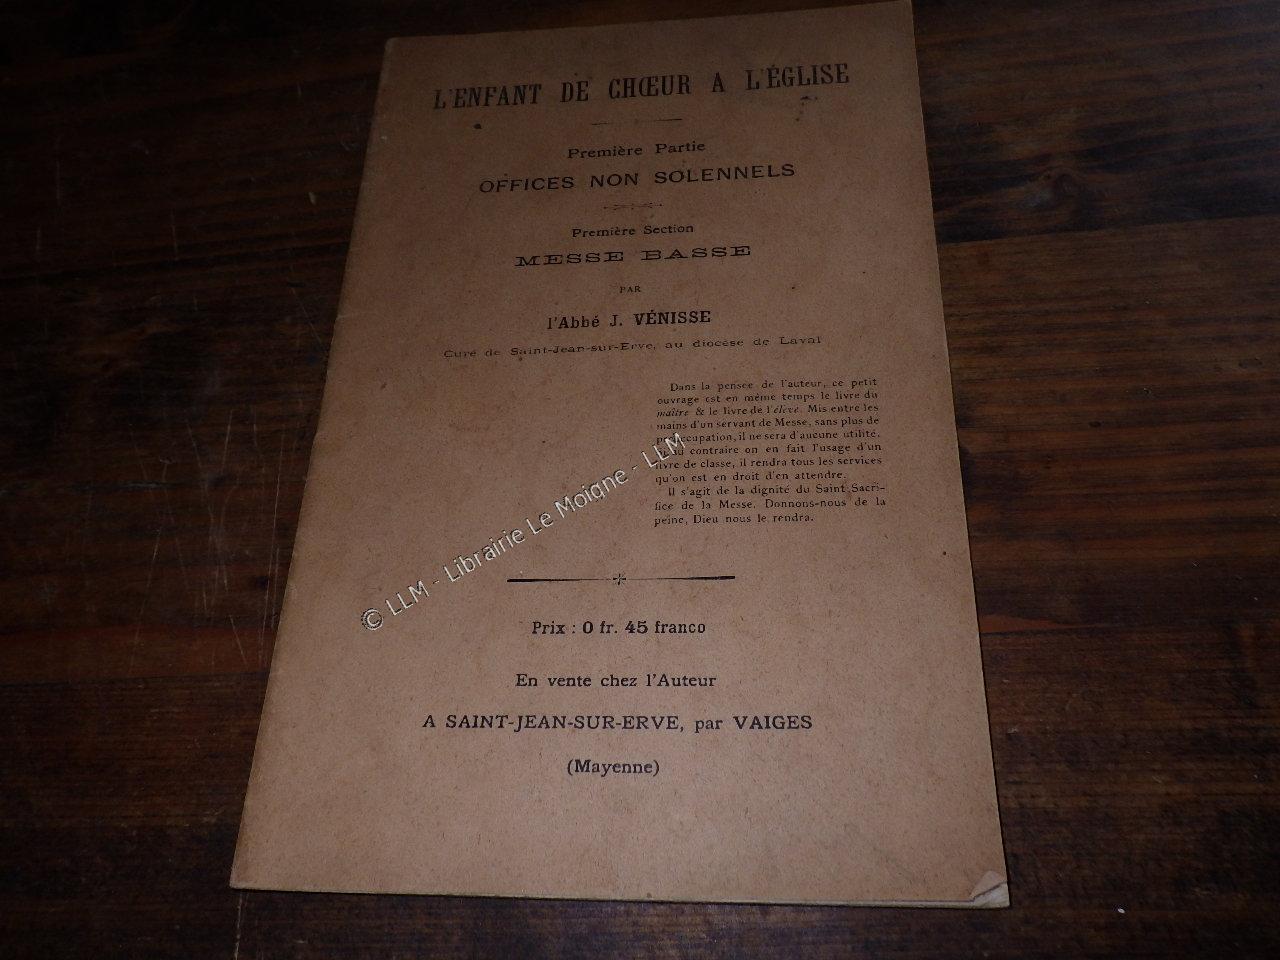 L'ENFANT DE CHŒUR A L'ÉGLISE
Première Partie
OFFICES NON SOLENNELS
Première Section
MESSE BASSE
PAR
l'Abbé J. VÉNISSE
Curé de Saint-Jean-sur-Erve, au diocèse de Laval
Dans la pensée de l'auteur, ce petit
ouvrage est en même temps le livre du
maître & le livre de l'élève. Mis entre les
mains d'un servant de Messe, sans plus de
préoccupation, il ne sera d'aucune utilité.
au contraire on en fait l'usage d'un
livre de classe, il rendra tous les services
qu'on est en droit d'en attendre.
Il s'agit de la dignité du Saint Sacri-
fice de la Messe. Donnons-nous de la
peine, Dieu nous le rendra.
© LLM - Librairie Le Moigne - LLM
Prix : 0 fr. 45 franco
En vente chez l'Auteur
A SAINT-JEAN-SUR-ERVE, par VAIGES
(Mayenne)